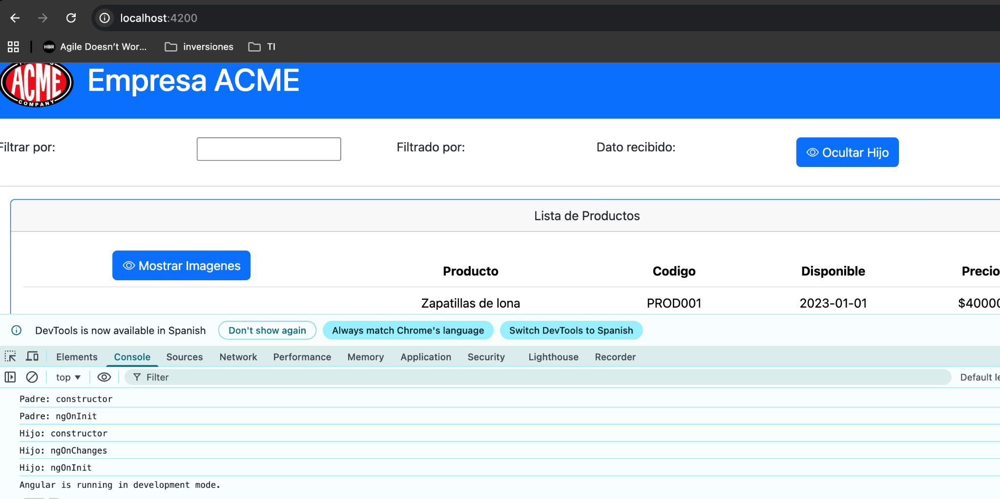 localhost:4200
Agile Doesn’t Wor... inversiones TI
ACME
COMPANY
Empresa ACME
Filtrar por: Filtrado por: Dato recibido: Ocultar Hijo
Lista de Productos
Mostrar Imagenes Producto Codigo Disponible Precio
Zapatillas de lona PROD001 2023-01-01 $40000
DevTools is now available in Spanish Don't show again Always match Chrome's language Switch DevTools to Spanish
Elements Console Sources Network Performance Memory Application Security Lighthouse Recorder
top Filter Default le
Padre: constructor
Padre: ngOnInit
Hijo: constructor
Hijo: ngOnChanges
Hijo: ngOnInit
Angular is running in development mode.